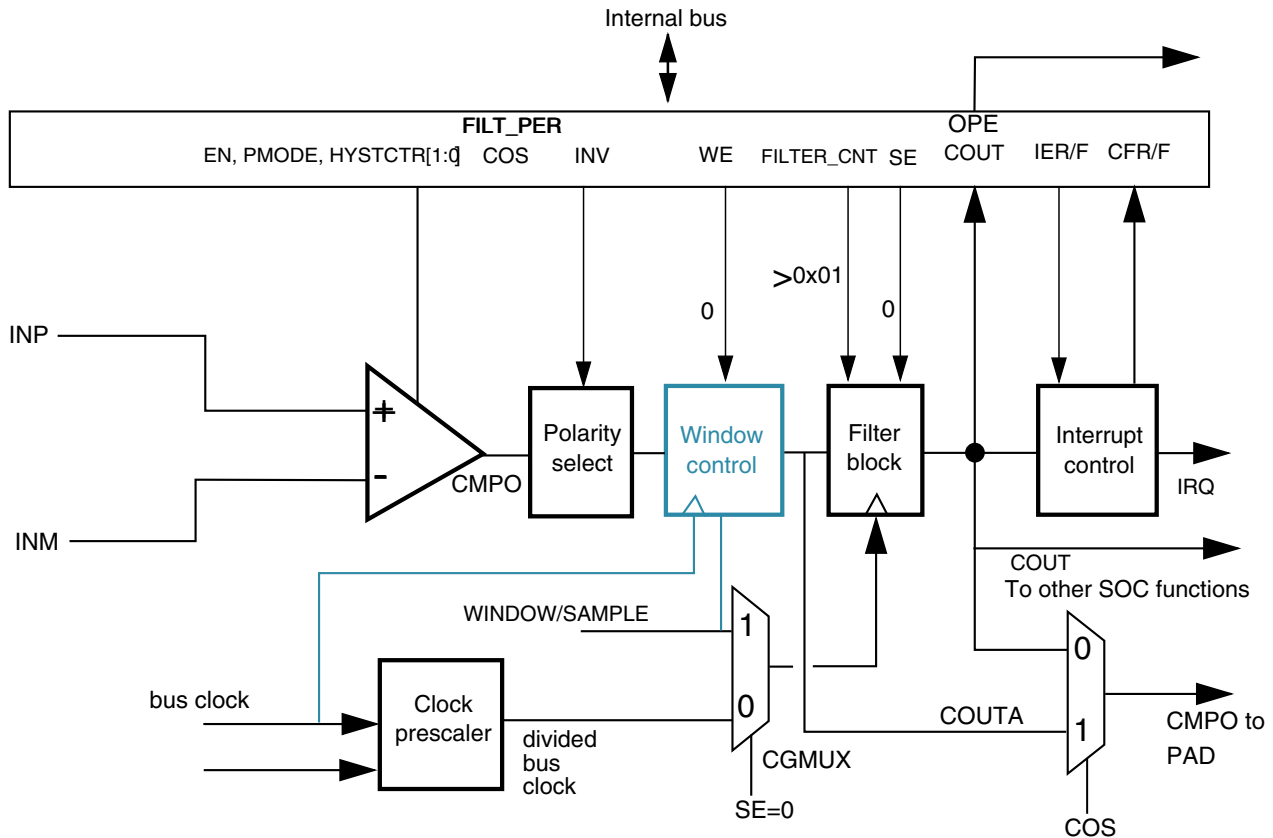 Internal bus
FILT_PER
OPE
EN, PMODE, HYSTCTR[1:0]
COS
INV
WE
FILTER_CNT
SE
COUT
IER/F
CFR/F
>0x01
0
0
INP
+
-
INM
CMPO
Polarity
select
Window
control
Filter
block
Interrupt
control
IRQ
COUT
To other SOC functions
WINDOW/SAMPLE
1
0
bus clock
Clock
prescaler
divided
bus
clock
CGMUX
SE=0
COUTA
0
1
CMPO to
PAD
COS